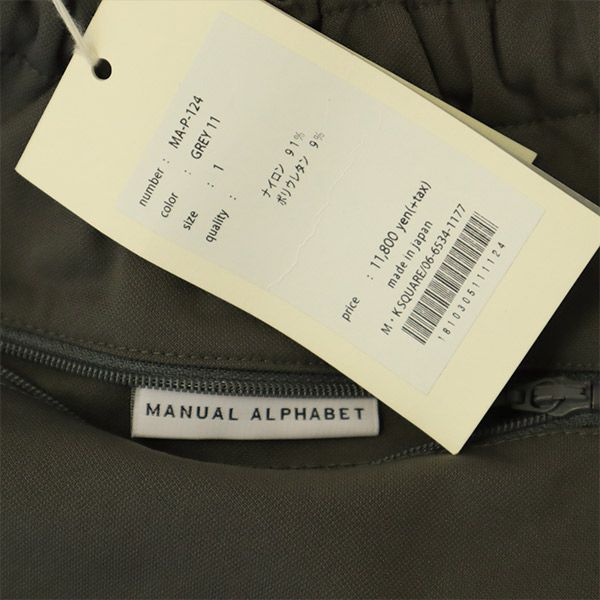 number : MA-P-124
color : GREY 11
size : 1
quality : ナイロン 91%
ポリウレタン 9%
price : 11,800 yen(+tax)
made in japan
M・K SQUARE/06-6534-1177
1810305111124
MANUAL ALPHABET